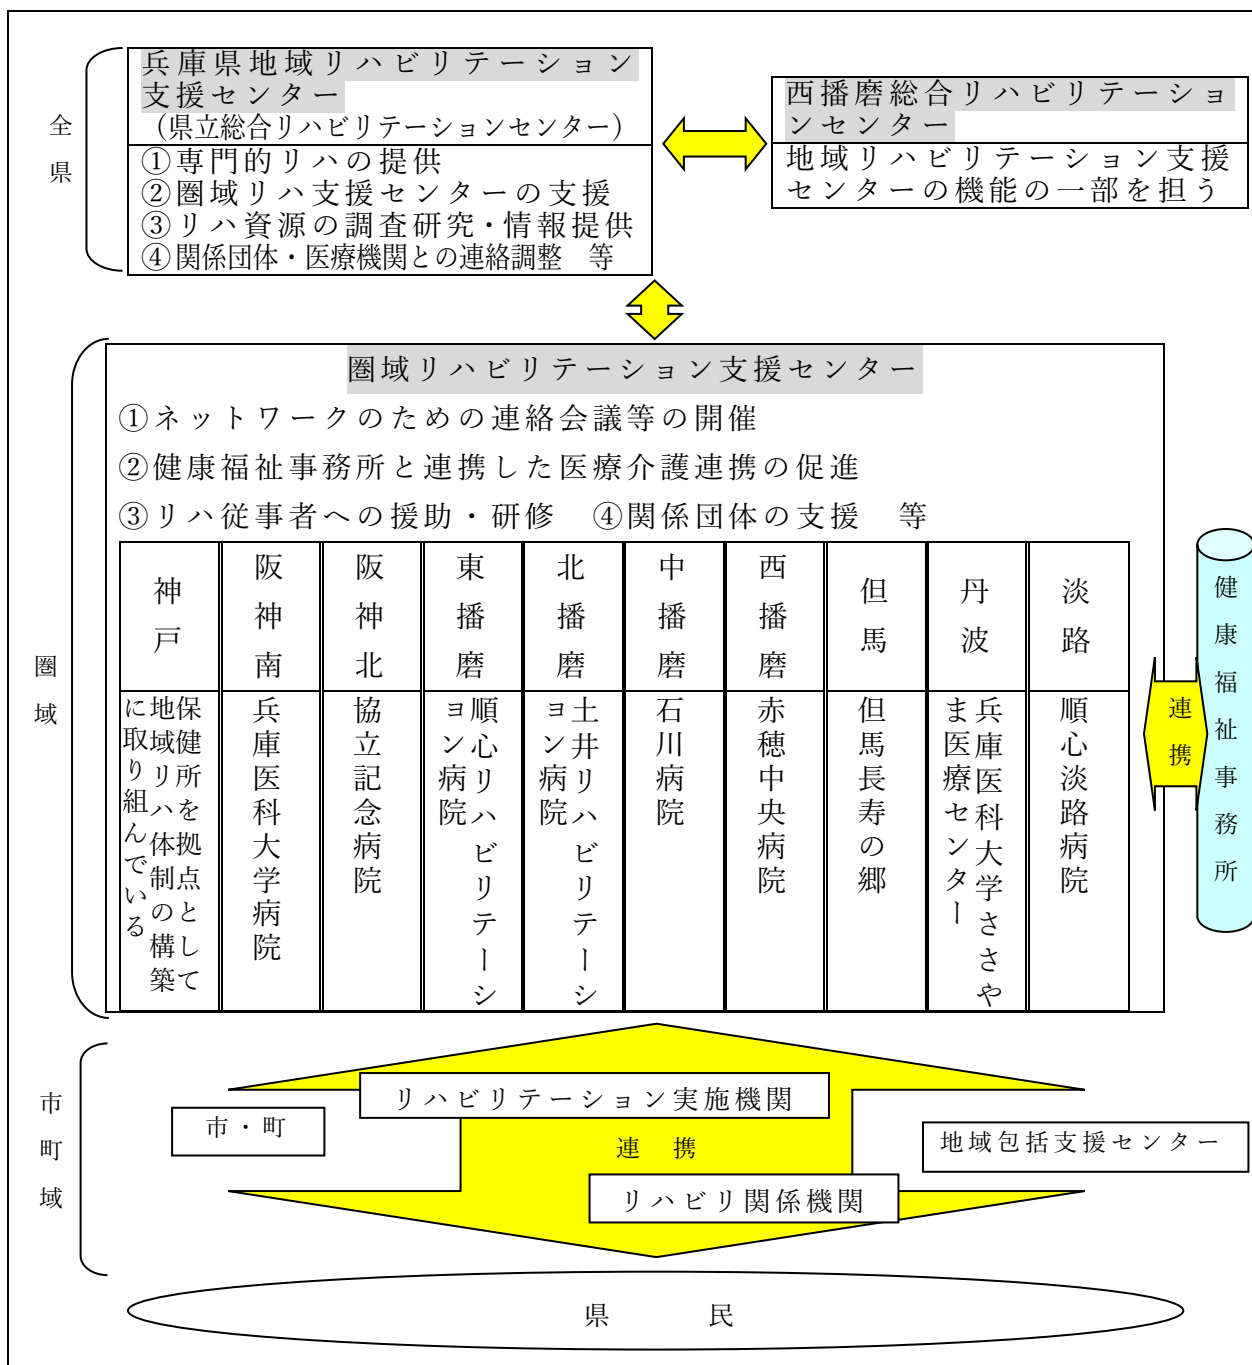 全県
兵庫県地域リハビリテーション
支援センター
（県立総合リハビリテーションセンター）
①専門的リハの提供
②圏域リハ支援センターの支援
③リハ資源の調査研究・情報提供
④関係団体・医療機関との連絡調整　等
西播磨総合リハビリテーショ
ンセンター
地域リハビリテーション支援
センターの機能の一部を担う
圏域
圏域リハビリテーション支援センター
①ネットワークのための連絡会議等の開催
②健康福祉事務所と連携した医療介護連携の促進
③リハ従事者への援助・研修　④関係団体の支援　等
神戸
保健所を拠点として
地域リハ体制の構築
に取り組んでいる
阪神南
兵庫医科大学病院
阪神北
協立記念病院
東播磨
順心リハビリテーシ
ョン病院
北播磨
土井リハビリテーシ
ョン病院
中播磨
石川病院
西播磨
赤穂中央病院
但馬
但馬長寿の郷
丹波
兵庫医科大学ささや
ま医療センター
淡路
順心淡路病院
連携
健康福祉事務所
市町域
リハビリテーション実施機関
市・町
連　携
地域包括支援センター
リハビリ関係機関
県　民